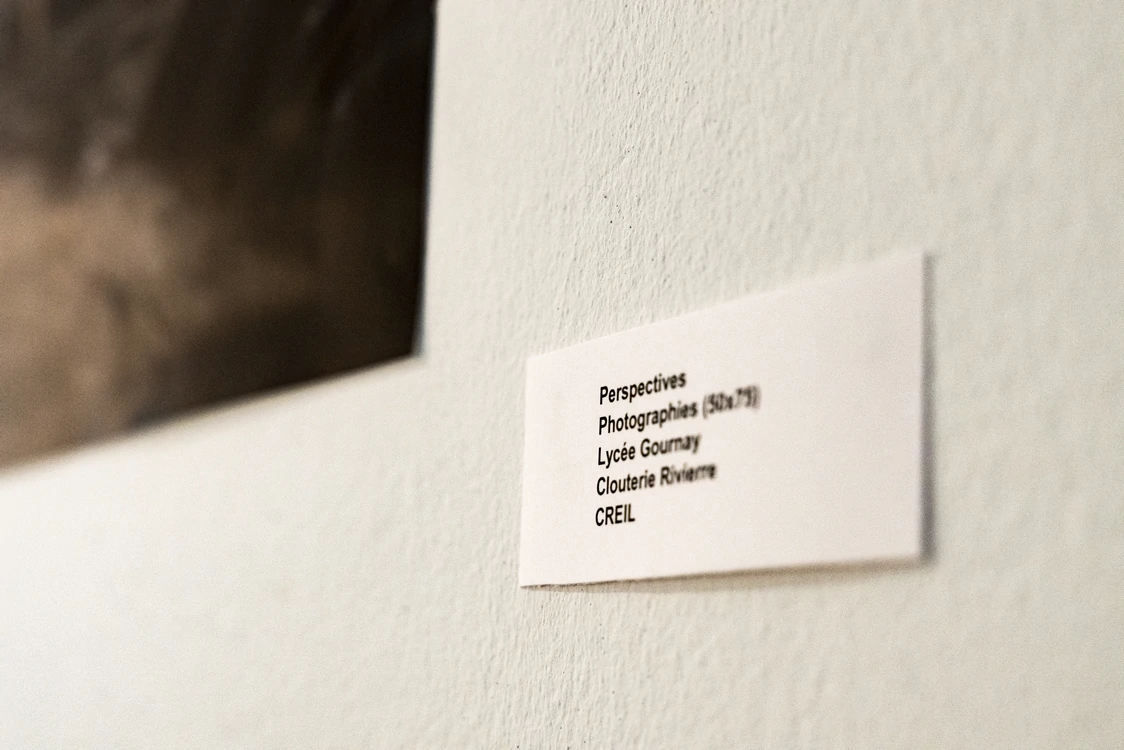 Perspectives
Photographies (50x75)
Lycée Gournay
Clouterie Rivierre
CREIL